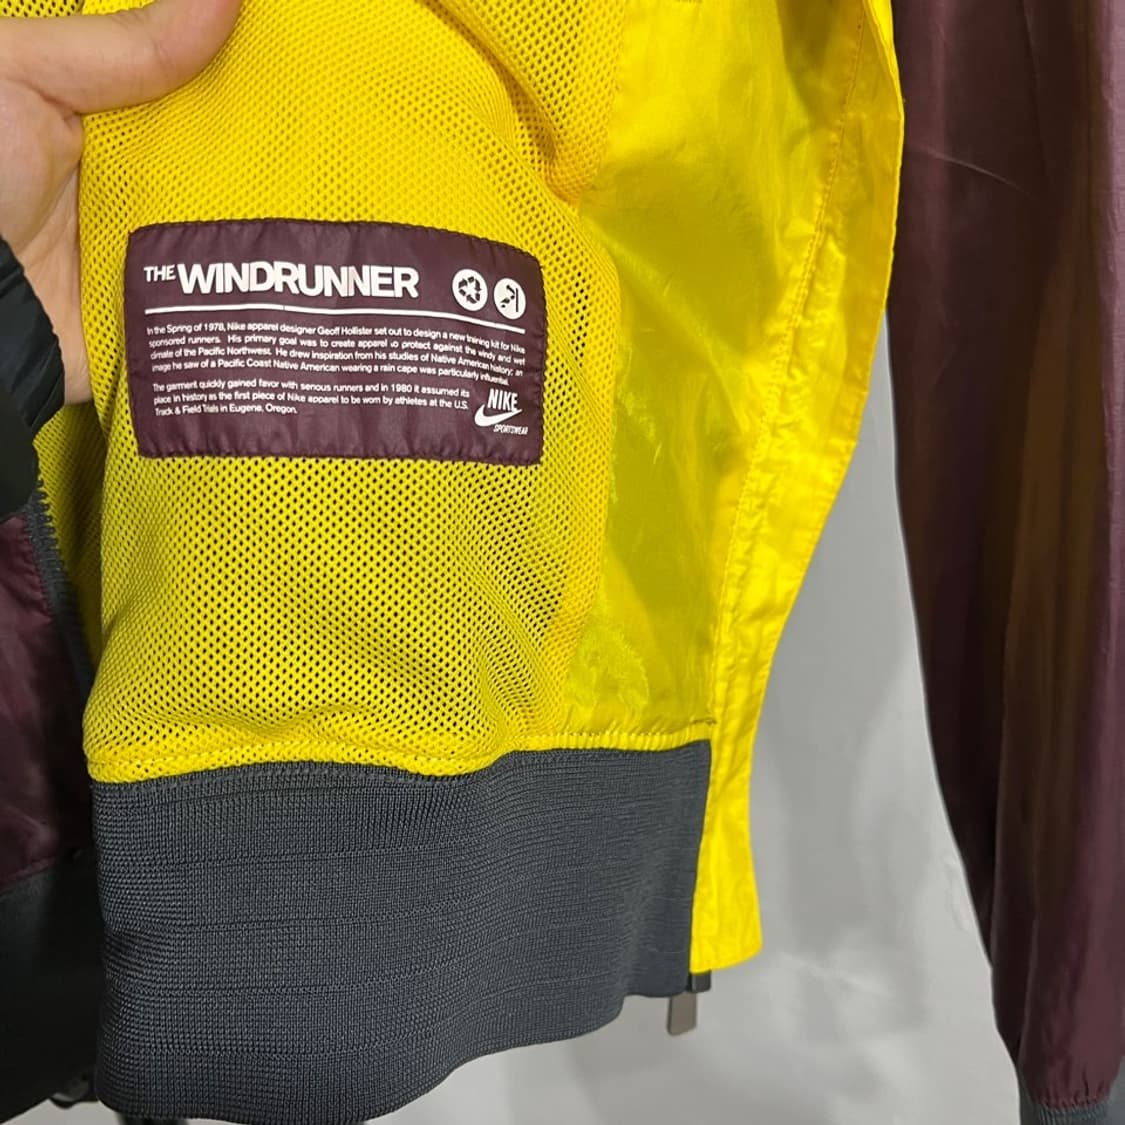 THE WINDRUNNER
In the Spring of 1978, Nike apparel designer Geoff Hollister set out to design a new training kit for Nike
sponsored runners. His primary goal was to create apparel to protect against the windy and wet
climate of the Pacific Northwest. He drew inspiration from his studies of Native American history; an
image he saw of a Pacific Coast Native American wearing a rain cape was particularly influential.
The garment quickly gained favor with serious runners and in 1980 it assumed its
place in history as the first piece of Nike apparel to be worn by athletes at the U.S.
Track & Field Trials in Eugene, Oregon.
NIKE
SPORTSWEAR